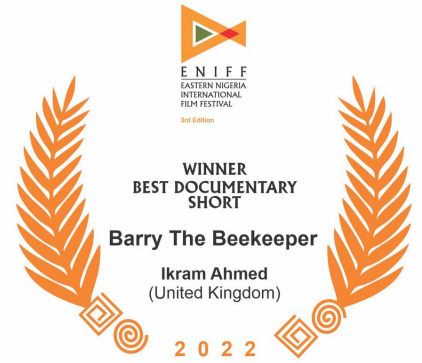 ENIFF
EASTERN NIGERIA
INTERNATIONAL
FILM FESTIVAL
3rd Edition
WINNER
BEST DOCUMENTARY
SHORT
Barry The Beekeeper
Ikram Ahmed
(United Kingdom)
2022